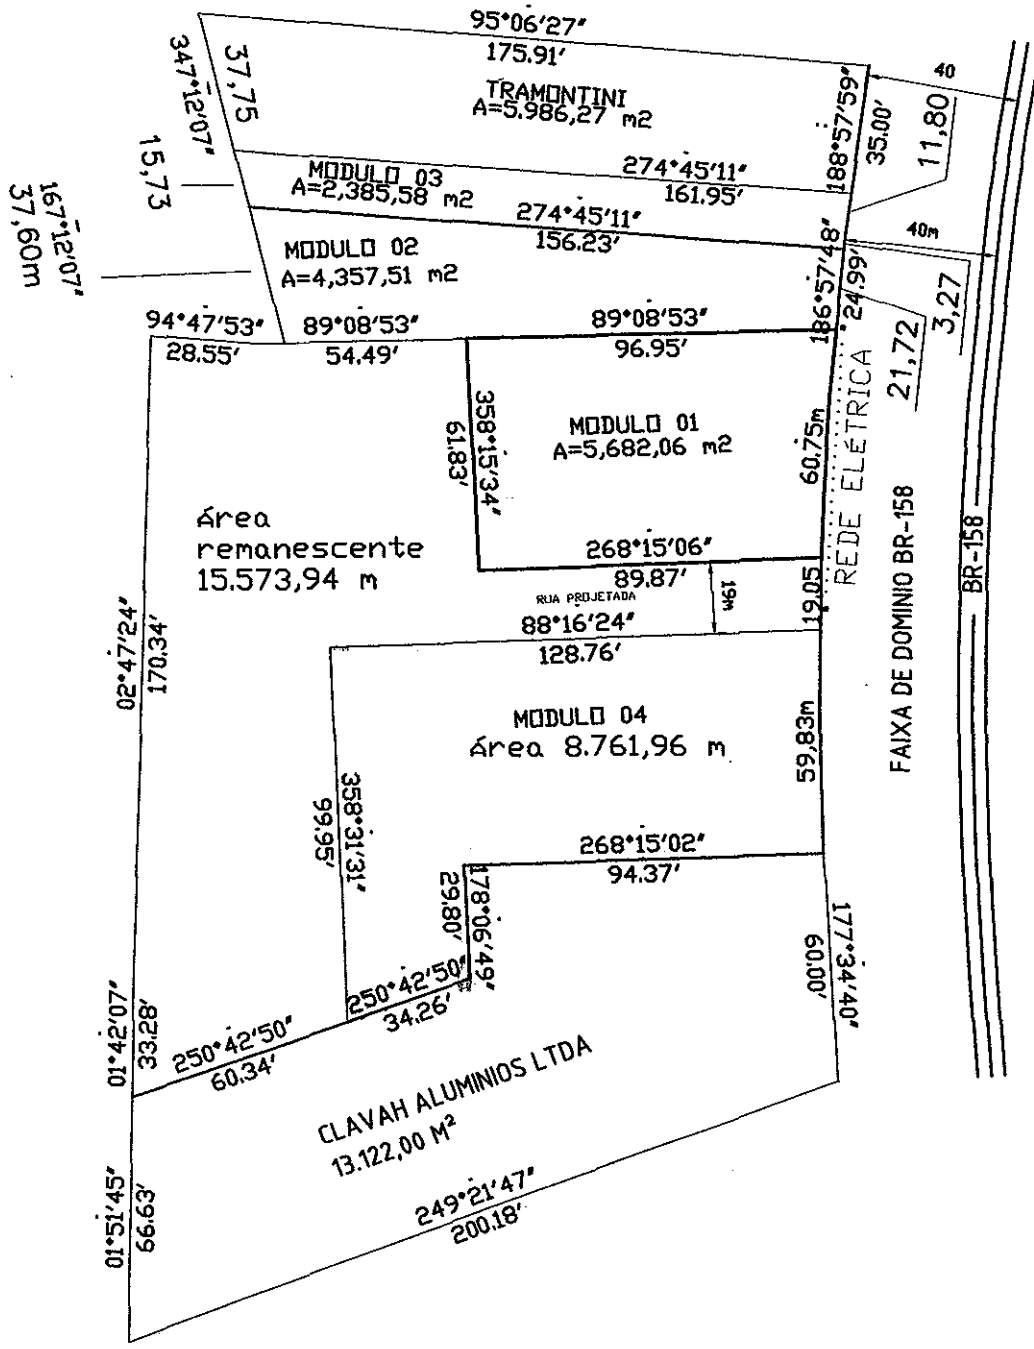 95°06'27"
175.91'
TRAMONTINI
A=5.986,27 m2
37,75
347°12'07"
188°57'59"
35.00'
40
11,80
274°45'11"
161.95'
MODULO 03
A=2,385,58 m2
15,73
274°45'11"
156.23'
MODULO 02
A=4,357,51 m2
167°12'07"
37,60m
186°57'48"
24.99'
40m
3,27
21,72
94°47'53"
28.55'
89°08'53"
54.49'
89°08'53"
96.95'
MODULO 01
A=5,682,06 m2
358°15'34"
61.83'
60.75m
REDE ELÉTRICA
FAIXA DE DOMINIO BR-158
BR-158
Área
remanescente
15.573,94 m
268°15'06"
89.87'
RUA PROJETADA
19m
19.05
88°16'24"
128.76'
02°47'24"
170.34'
MODULO 04
Área 8.761,96 m
59,83m
358°31'31"
99.95'
268°15'02"
94.37'
178°06'49"
29.80'
177°34'40"
60.00'
250°42'50"
34.26'
250°42'50"
60.34'
01°42'07"
33.28'
CLAVAH ALUMINIOS LTDA
13.122,00 M²
01°51'45"
66.63'
249°21'47"
200.18'